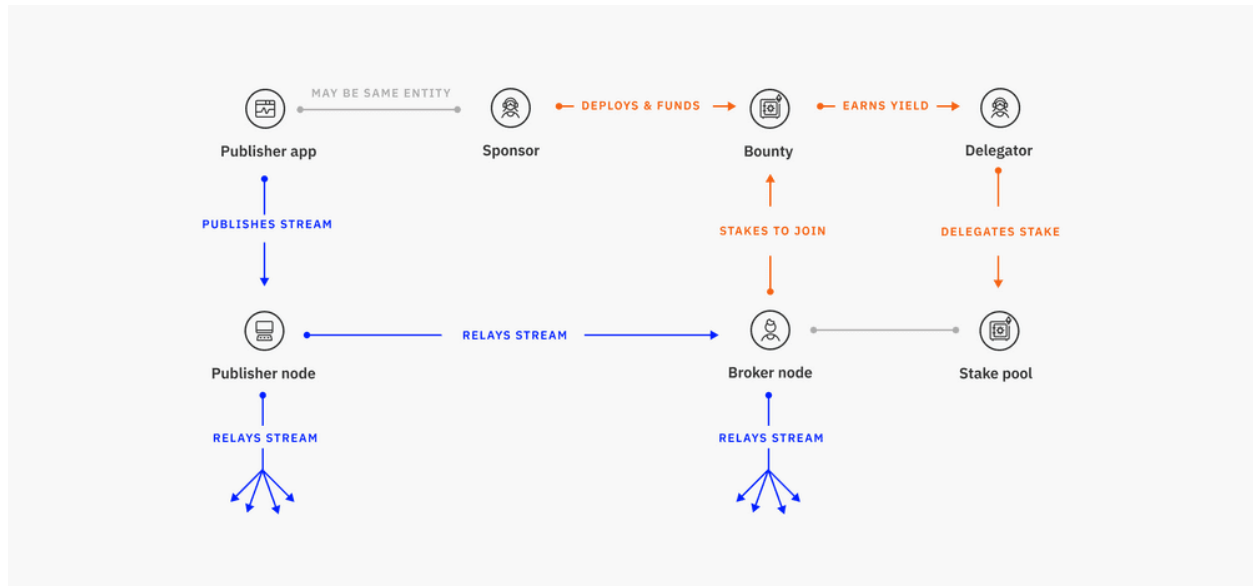 MAY BE SAME ENTITY
DEPLOYS & FUNDS
EARNS YIELD
Publisher app
Sponsor
Bounty
Delegator
PUBLISHES STREAM
STAKES TO JOIN
DELEGATES STAKE
RELAYS STREAM
Publisher node
Broker node
Stake pool
RELAYS STREAM
RELAYS STREAM